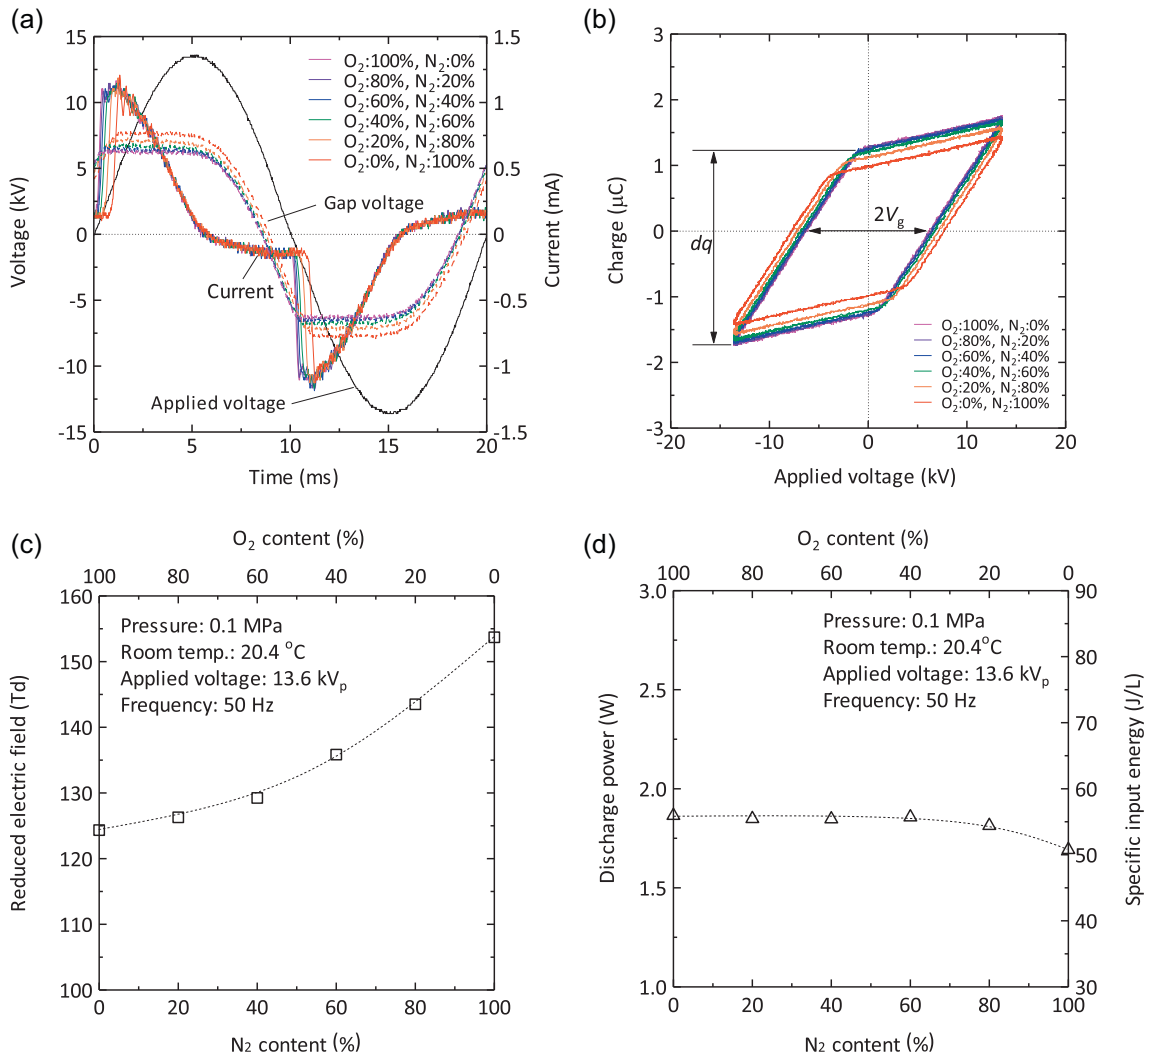 (a)
15
10
5
0
-5
-10
-15
Voltage (kV)
1.5
1
0.5
0
-0.5
-1
-1.5
Current (mA)
O₂:100%, N₂:0%
O₂:80%, N₂:20%
O₂:60%, N₂:40%
O₂:40%, N₂:60%
O₂:20%, N₂:80%
O₂:0%, N₂:100%
Gap voltage
Current
Applied voltage
0 5 10 15 20
Time (ms)
(b)
3
2
1
0
-1
-2
-3
Charge (μC)
2Vg
dq
O₂:100%, N₂:0%
O₂:80%, N₂:20%
O₂:60%, N₂:40%
O₂:40%, N₂:60%
O₂:20%, N₂:80%
O₂:0%, N₂:100%
-20 -10 0 10 20
Applied voltage (kV)
(c)
O₂ content (%)
100 80 60 40 20 0
160
150
140
130
120
110
100
Reduced electric field (Td)
Pressure: 0.1 MPa
Room temp.: 20.4 °C
Applied voltage: 13.6 kVp
Frequency: 50 Hz
0 20 40 60 80 100
N₂ content (%)
(d)
O₂ content (%)
100 80 60 40 20 0
3.0
2.5
2.0
1.5
1.0
Discharge power (W)
90
80
70
60
50
40
30
Specific input energy (J/L)
Pressure: 0.1 MPa
Room temp.: 20.4°C
Applied voltage: 13.6 kVp
Frequency: 50 Hz
0 20 40 60 80 100
N₂ content (%)